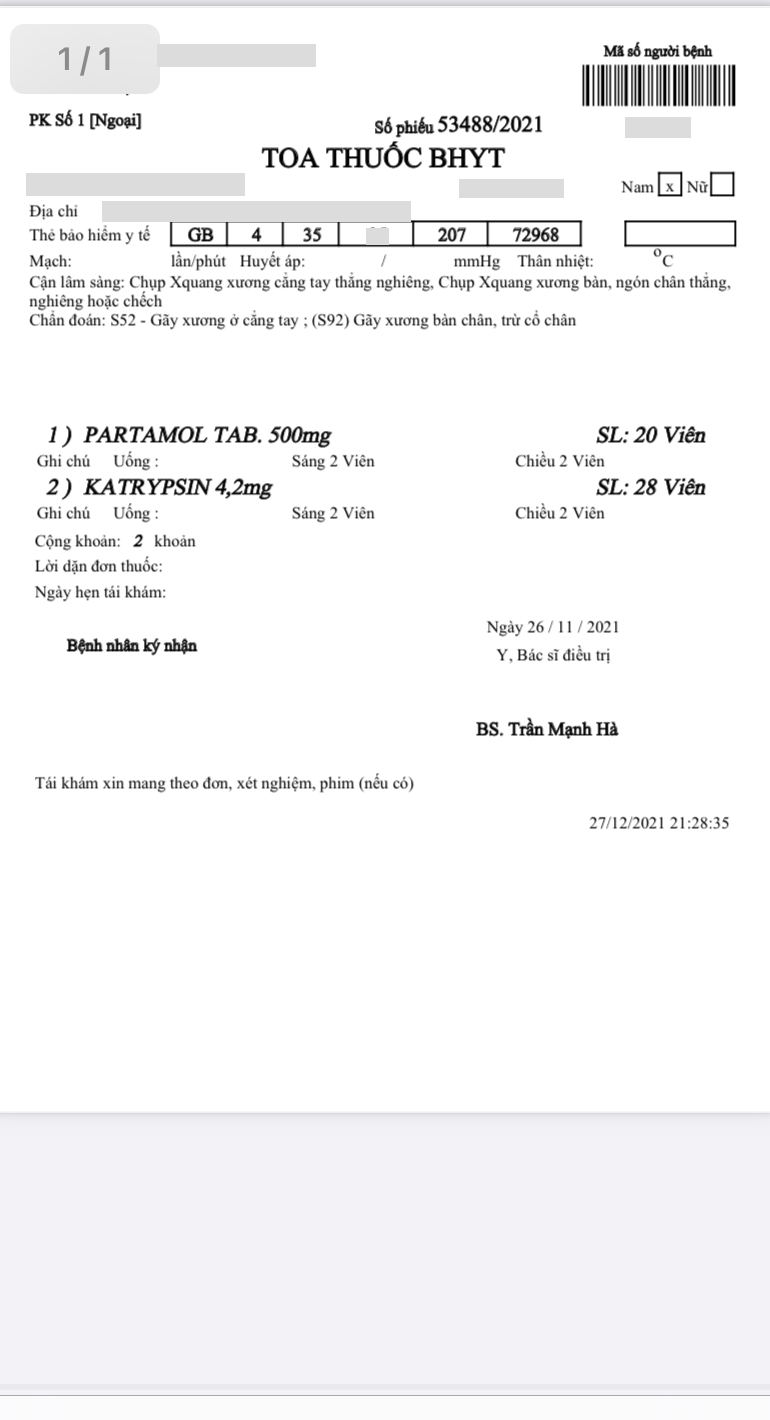 1/1
Mã số người bệnh
PK Số 1 [Ngoại]
Số phiếu 53488/2021
TOA THUỐC BHYT
Nam x Nữ
Địa chỉ
Thẻ bảo hiểm y tế GB 4 35 207 72968
Mạch: lần/phút Huyết áp: / mmHg Thân nhiệt: °C
Cận lâm sàng: Chụp Xquang xương cẳng tay thẳng nghiêng, Chụp Xquang xương bàn, ngón chân thẳng,
nghiêng hoặc chếch
Chẩn đoán: S52 - Gãy xương ở cẳng tay ; (S92) Gãy xương bàn chân, trừ cổ chân
1 ) PARTAMOL TAB. 500mg SL: 20 Viên
Ghi chú Uống : Sáng 2 Viên Chiều 2 Viên
2 ) KATRYPSIN 4,2mg SL: 28 Viên
Ghi chú Uống : Sáng 2 Viên Chiều 2 Viên
Cộng khoản: 2 khoản
Lời dặn đơn thuốc:
Ngày hẹn tái khám:
Ngày 26 / 11 / 2021
Bệnh nhân ký nhận
Y, Bác sĩ điều trị
BS. Trần Mạnh Hà
Tái khám xin mang theo đơn, xét nghiệm, phim (nếu có)
27/12/2021 21:28:35